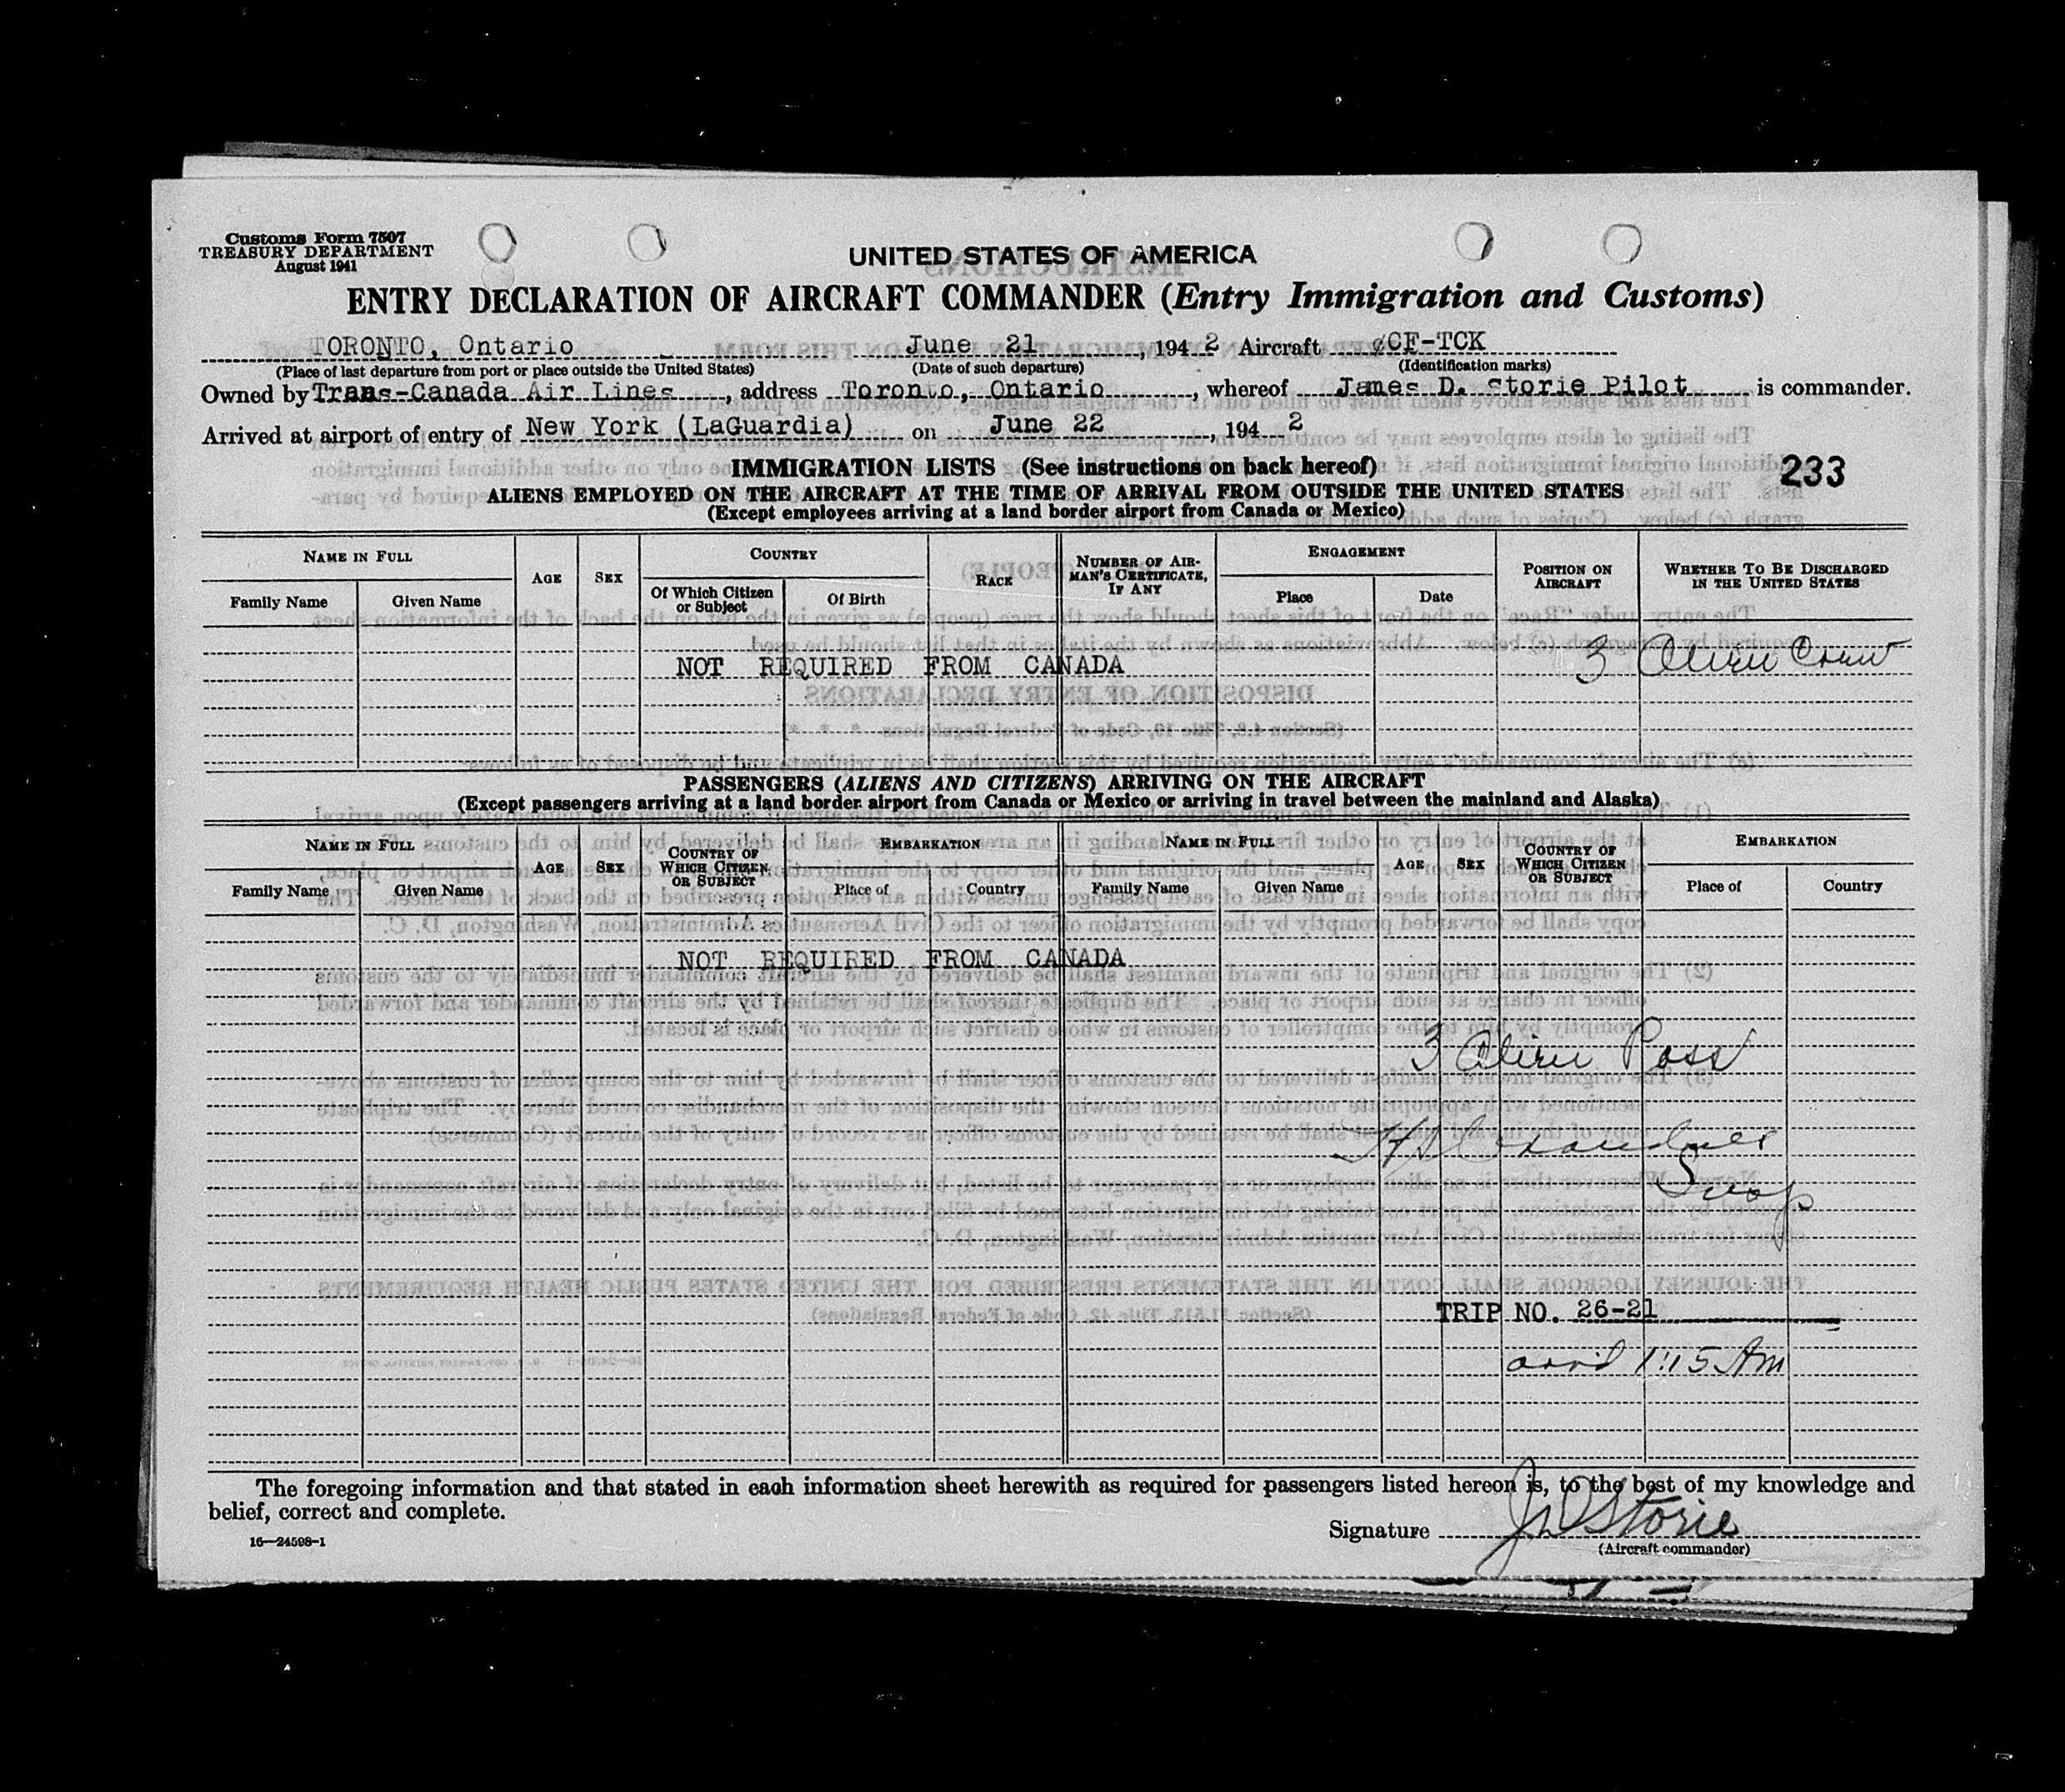 Customs Form 7507
TREASURY DEPARTMENT
August 1941
UNITED STATES OF AMERICA
ENTRY DECLARATION OF AIRCRAFT COMMANDER (Entry Immigration and Customs)
TORONTO, Ontario June 21, 1942 Aircraft CF-TCK
(Place of last departure from port or place outside the United States) (Date of such departure) (Identification marks)
Owned by Trans-Canada Air Lines, address Toronto, Ontario, whereof James D. Storie Pilot is commander.
Arrived at airport of entry of New York (LaGuardia) on June 22, 1942
IMMIGRATION LISTS (See instructions on back hereof) 233
ALIENS EMPLOYED ON THE AIRCRAFT AT THE TIME OF ARRIVAL FROM OUTSIDE THE UNITED STATES
(Except employees arriving at a land border airport from Canada or Mexico)
NAME IN FULL AGE SEX COUNTRY RACE NUMBER OF AIRMAN'S CERTIFICATE, IF ANY ENGAGEMENT POSITION ON AIRCRAFT WHETHER TO BE DISCHARGED IN THE UNITED STATES
Family Name Given Name Of Which Citizen or Subject Of Birth Place Date
NOT REQUIRED FROM CANADA 3 Alien Crew
PASSENGERS (ALIENS AND CITIZENS) ARRIVING ON THE AIRCRAFT
(Except passengers arriving at a land border airport from Canada or Mexico or arriving in travel between the mainland and Alaska)
NAME IN FULL AGE SEX COUNTRY OF WHICH CITIZEN OR SUBJECT EMBARKATION NAME IN FULL AGE SEX COUNTRY OF WHICH CITIZEN OR SUBJECT EMBARKATION
Family Name Given Name Place of Country Family Name Given Name Place of Country
NOT REQUIRED FROM CANADA
3 Alien Pass
Insp
TRIP NO. 26-21
arrd 1:15 AM
The foregoing information and that stated in each information sheet herewith as required for passengers listed hereon is, to the best of my knowledge and
belief, correct and complete.
Signature JD Storie
16—24598-1 (Aircraft commander)